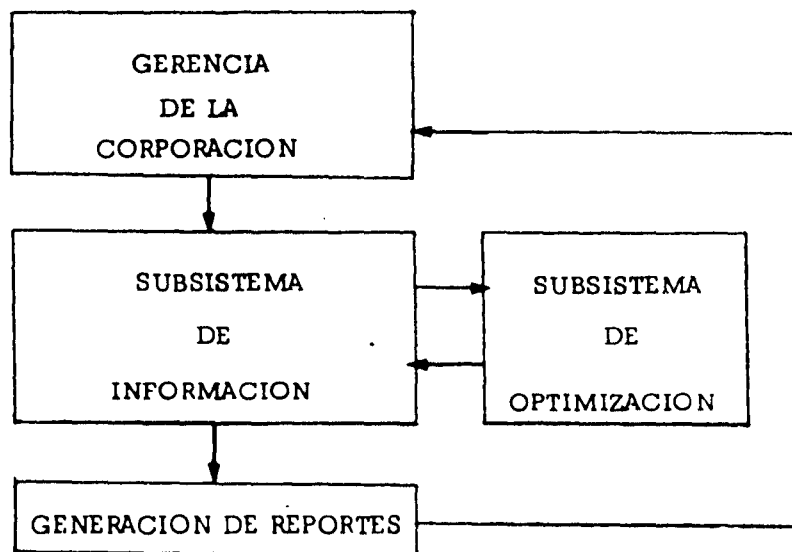 GERENCIA
DE LA
CORPORACION
SUBSISTEMA
DE
INFORMACION
SUBSISTEMA
DE
OPTIMIZACION
GENERACION DE REPORTES